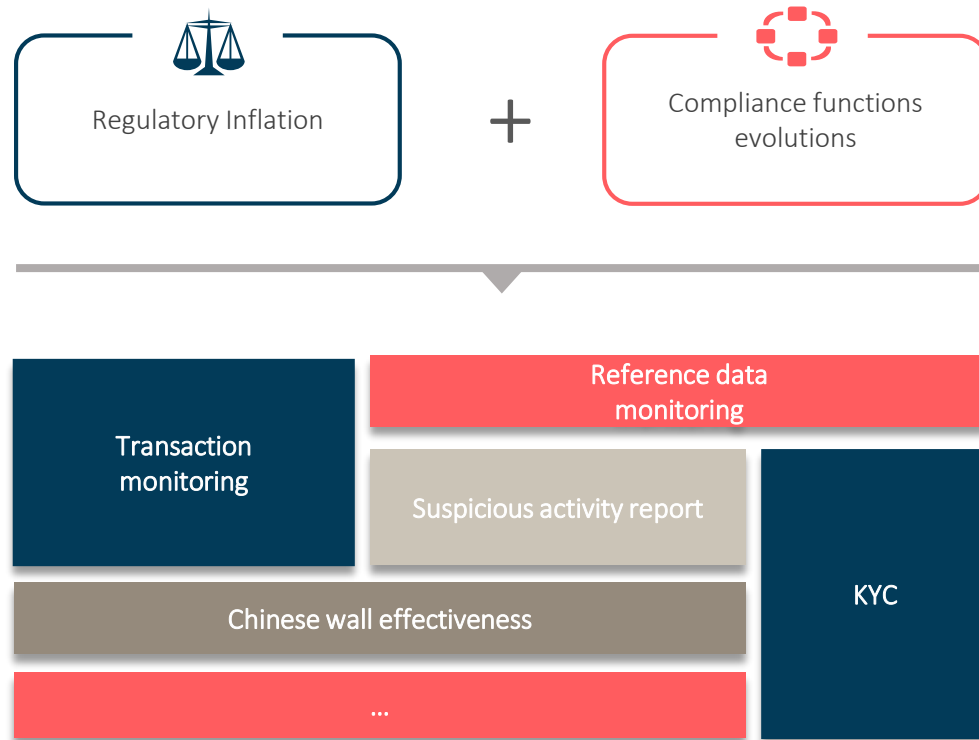 Regulatory Inflation
+
Compliance functions
evolutions
Reference data
monitoring
Transaction
monitoring
Suspicious activity report
KYC
Chinese wall effectiveness
...